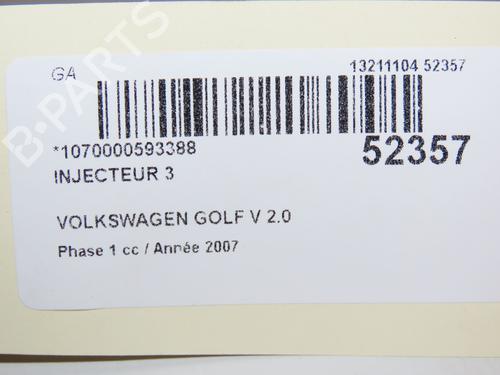 B-PARTS
GA
13211104 52357
*1070000593388
52357
INJECTEUR 3
VOLKSWAGEN GOLF V 2.0
Phase 1 cc / Année 2007